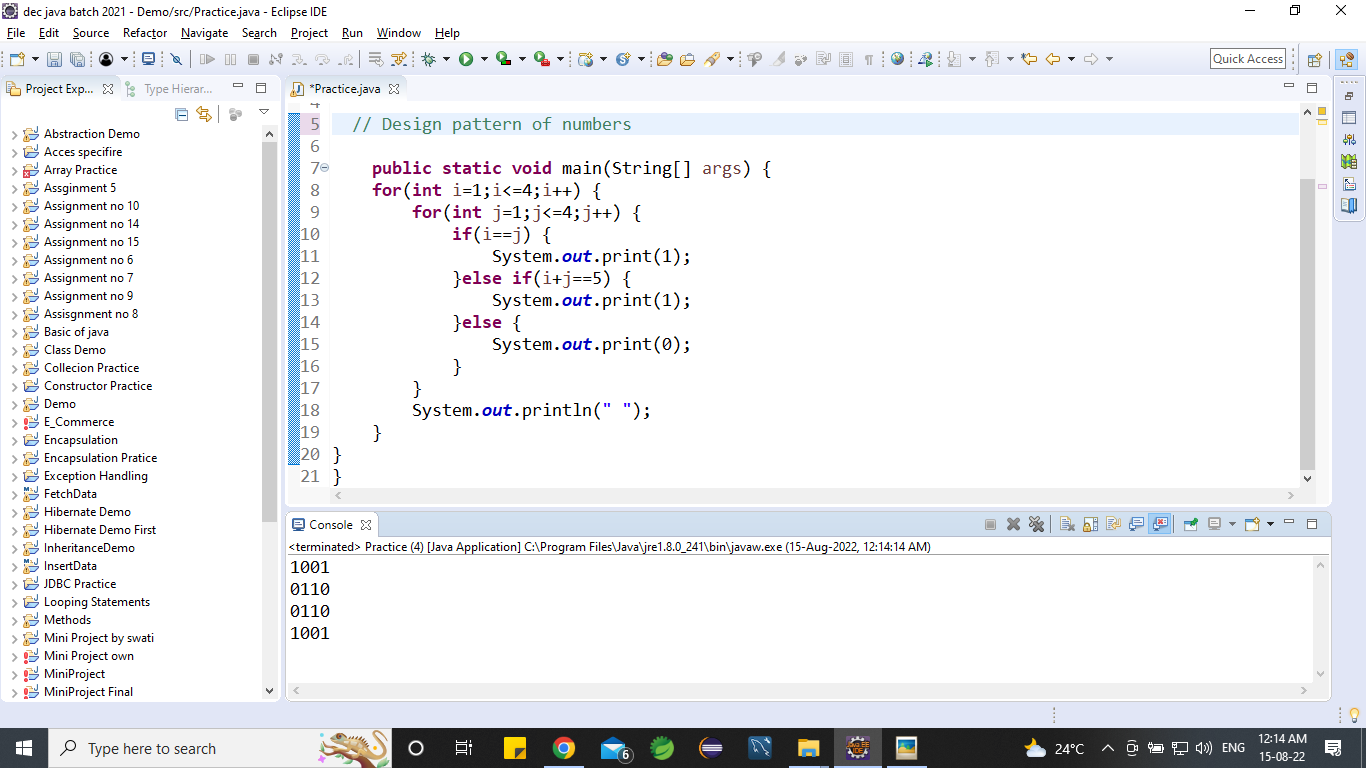 dec java batch 2021 - Demo/src/Practice.java - Eclipse IDE
File Edit Source Refactor Navigate Search Project Run Window Help
Quick Access
Project Exp... Type Hierar...
*Practice.java
Abstraction Demo
Acces specifire
Array Practice
Assginment 5
Assignment no 10
Assignment no 14
Assignment no 15
Assignment no 6
Assignment no 7
Assignment no 9
Assisgnment no 8
Basic of java
Class Demo
Collecion Practice
Constructor Practice
Demo
E_Commerce
Encapsulation
Encapsulation Pratice
Exception Handling
FetchData
Hibernate Demo
Hibernate Demo First
InheritanceDemo
InsertData
JDBC Practice
Looping Statements
Methods
Mini Project by swati
Mini Project own
MiniProject
MiniProject Final
4
5 // Design pattern of numbers
6
7 public static void main(String[] args) {
8 for(int i=1;i<=4;i++) {
9 for(int j=1;j<=4;j++) {
10 if(i==j) {
11 System.out.print(1);
12 }else if(i+j==5) {
13 System.out.print(1);
14 }else {
15 System.out.print(0);
16 }
17 }
18 System.out.println(" ");
19 }
20 }
21 }
Console
<terminated> Practice (4) [Java Application] C:\Program Files\Java\jre1.8.0_241\bin\javaw.exe (15-Aug-2022, 12:14:14 AM)
1001
0110
0110
1001
Type here to search
6
24°C
ENG
12:14 AM
15-08-22